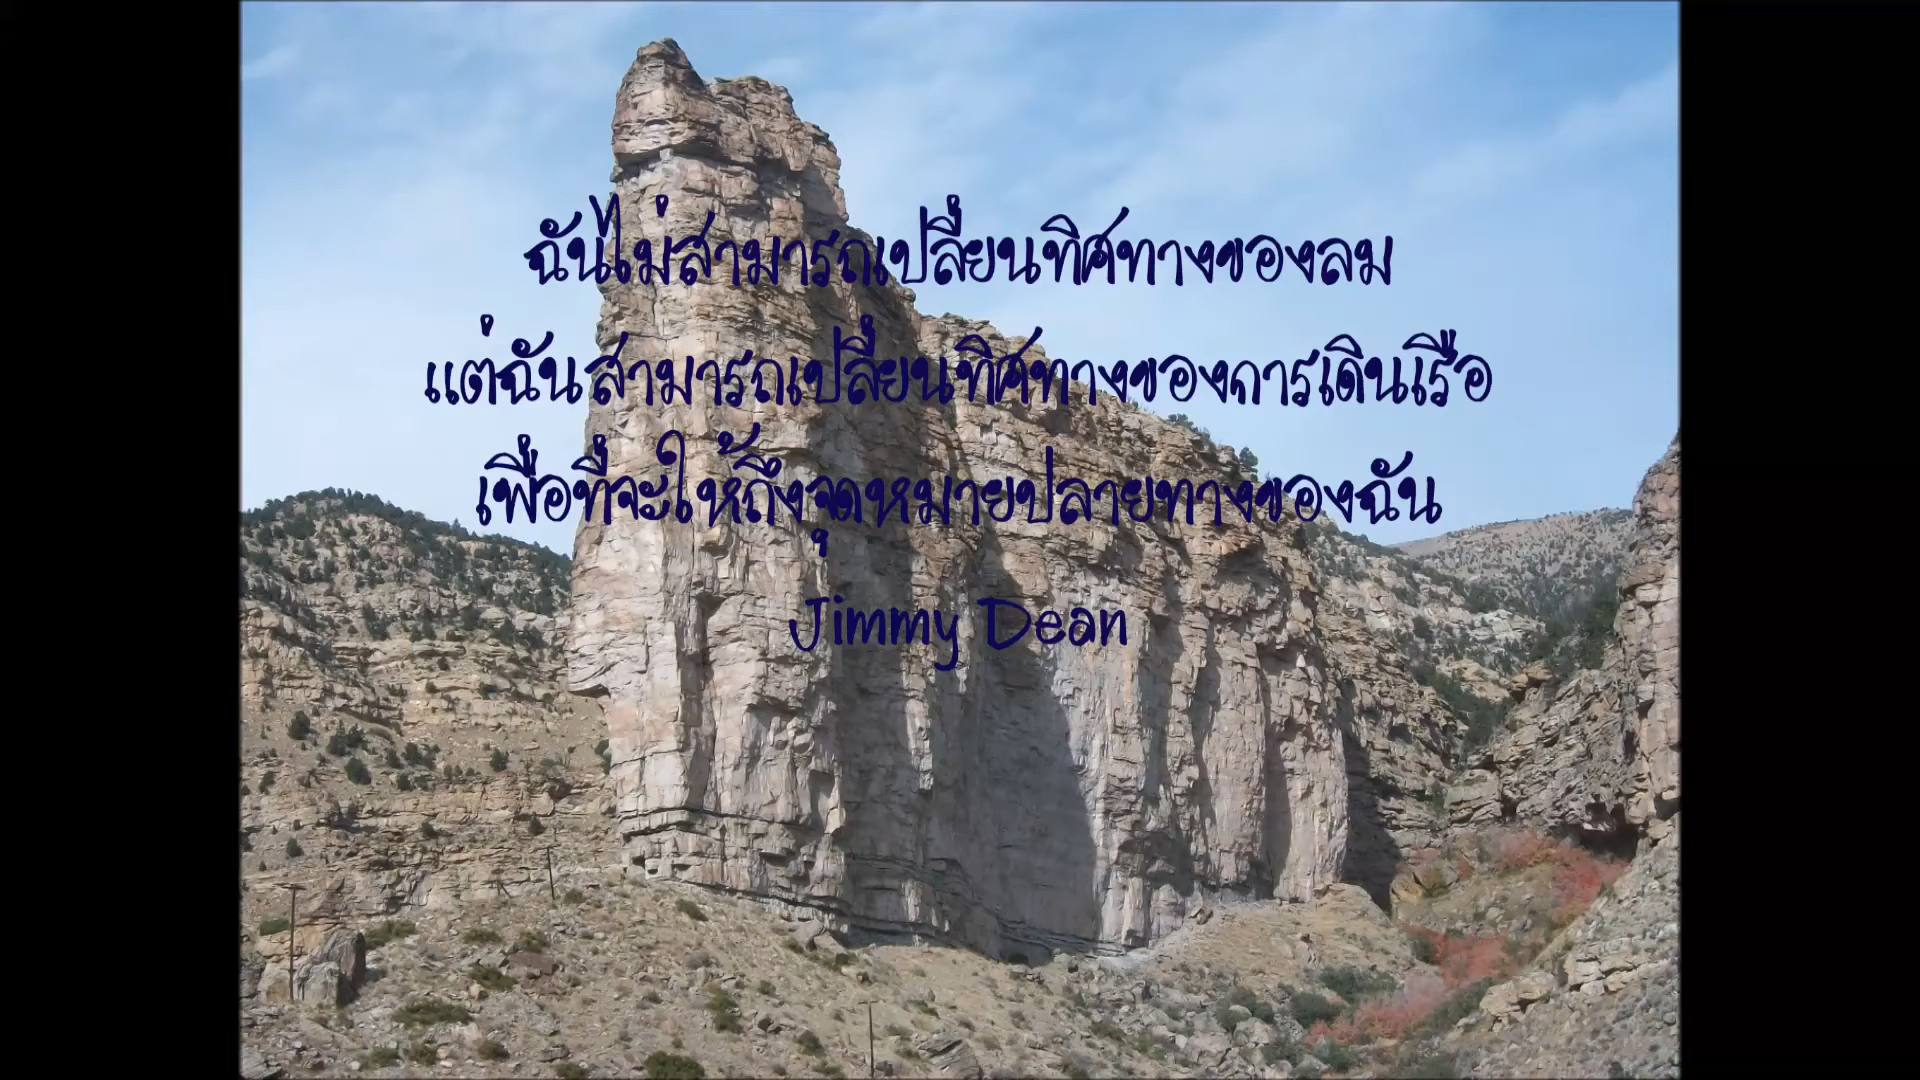 ฉันไม่สามารถเปลี่ยนทิศทางของลม
แต่ฉันสามารถเปลี่ยนทิศทางของการเดินเรือ
เพื่อที่จะให้ถึงจุดหมายปลายทางของฉัน
Jimmy Dean